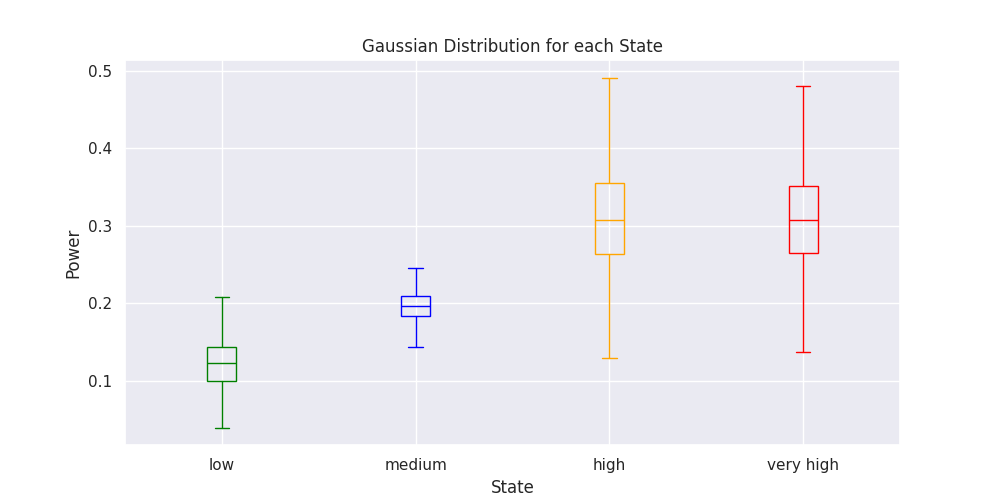 Gaussian Distribution for each State
0.5
0.4
0.3
0.2
0.1
Power
low medium high very high
State